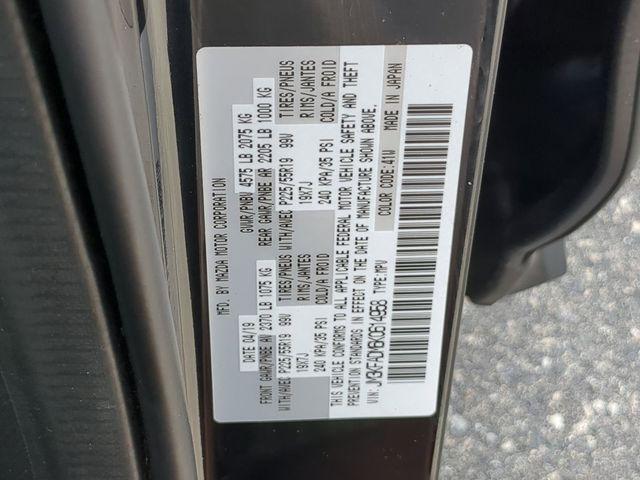 MFD. BY MAZDA MOTOR CORPORATION
DATE 04/19 GVWR/PNBV 4575 LB 2075 KG
FRONT GAWR/PNBE AV 2370 LB 1075 KG REAR GAWR/PNBE AR 2205 LB 1000 KG
WITH/AVEC P225/55R19 99V TIRES/PNEUS WITH/AVEC P225/55R19 99V TIRES/PNEUS
19X7J RIMS/JANTES 19X7J RIMS/JANTES
240 KPA/35 PSI COLD/A FROID 240 KPA/35 PSI COLD/A FROID
THIS VEHICLE CONFORMS TO ALL APPLICABLE FEDERAL MOTOR VEHICLE SAFETY AND THEFT
PREVENTION STANDARDS IN EFFECT ON THE DATE OF MANUFACTURE SHOWN ABOVE.
VIN: TYPE: MPV COLOR CODE: 41W MADE IN JAPAN